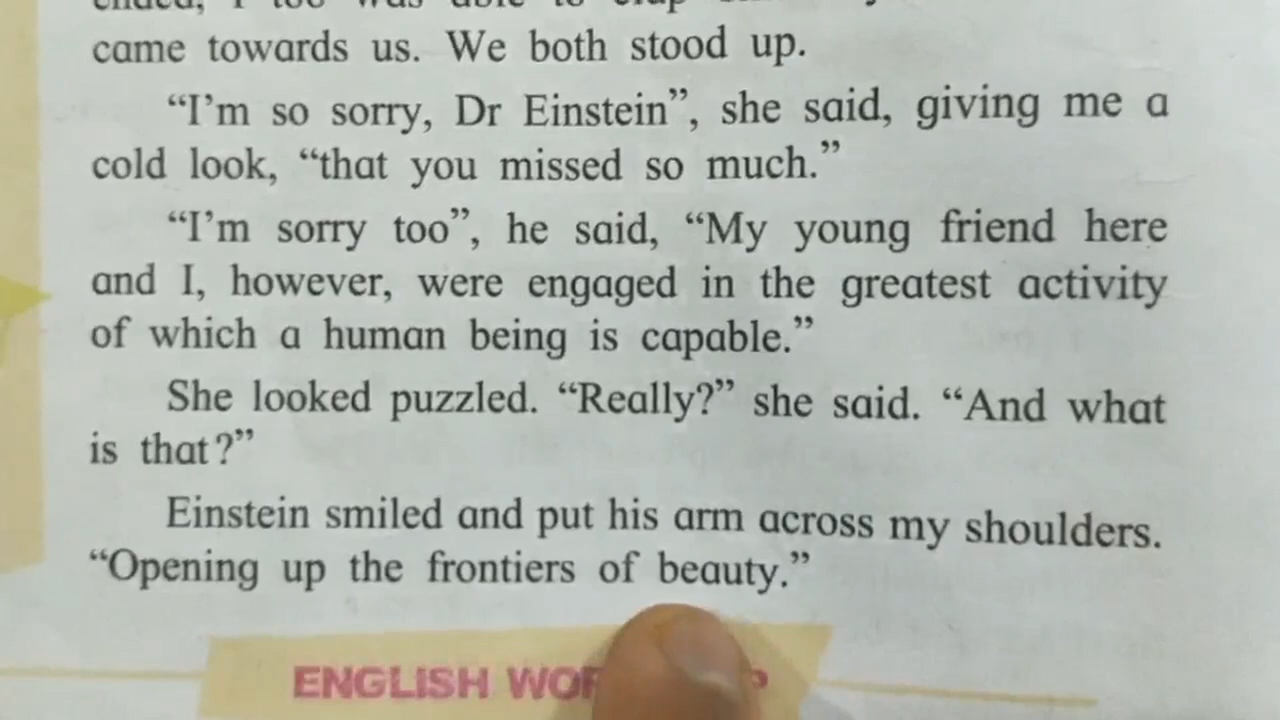 came towards us. We both stood up.
“I’m so sorry, Dr Einstein”, she said, giving me a
cold look, “that you missed so much.”
“I’m sorry too”, he said, “My young friend here
and I, however, were engaged in the greatest activity
of which a human being is capable.”
She looked puzzled. “Really?” she said. “And what
is that?”
Einstein smiled and put his arm across my shoulders.
“Opening up the frontiers of beauty.”
ENGLISH